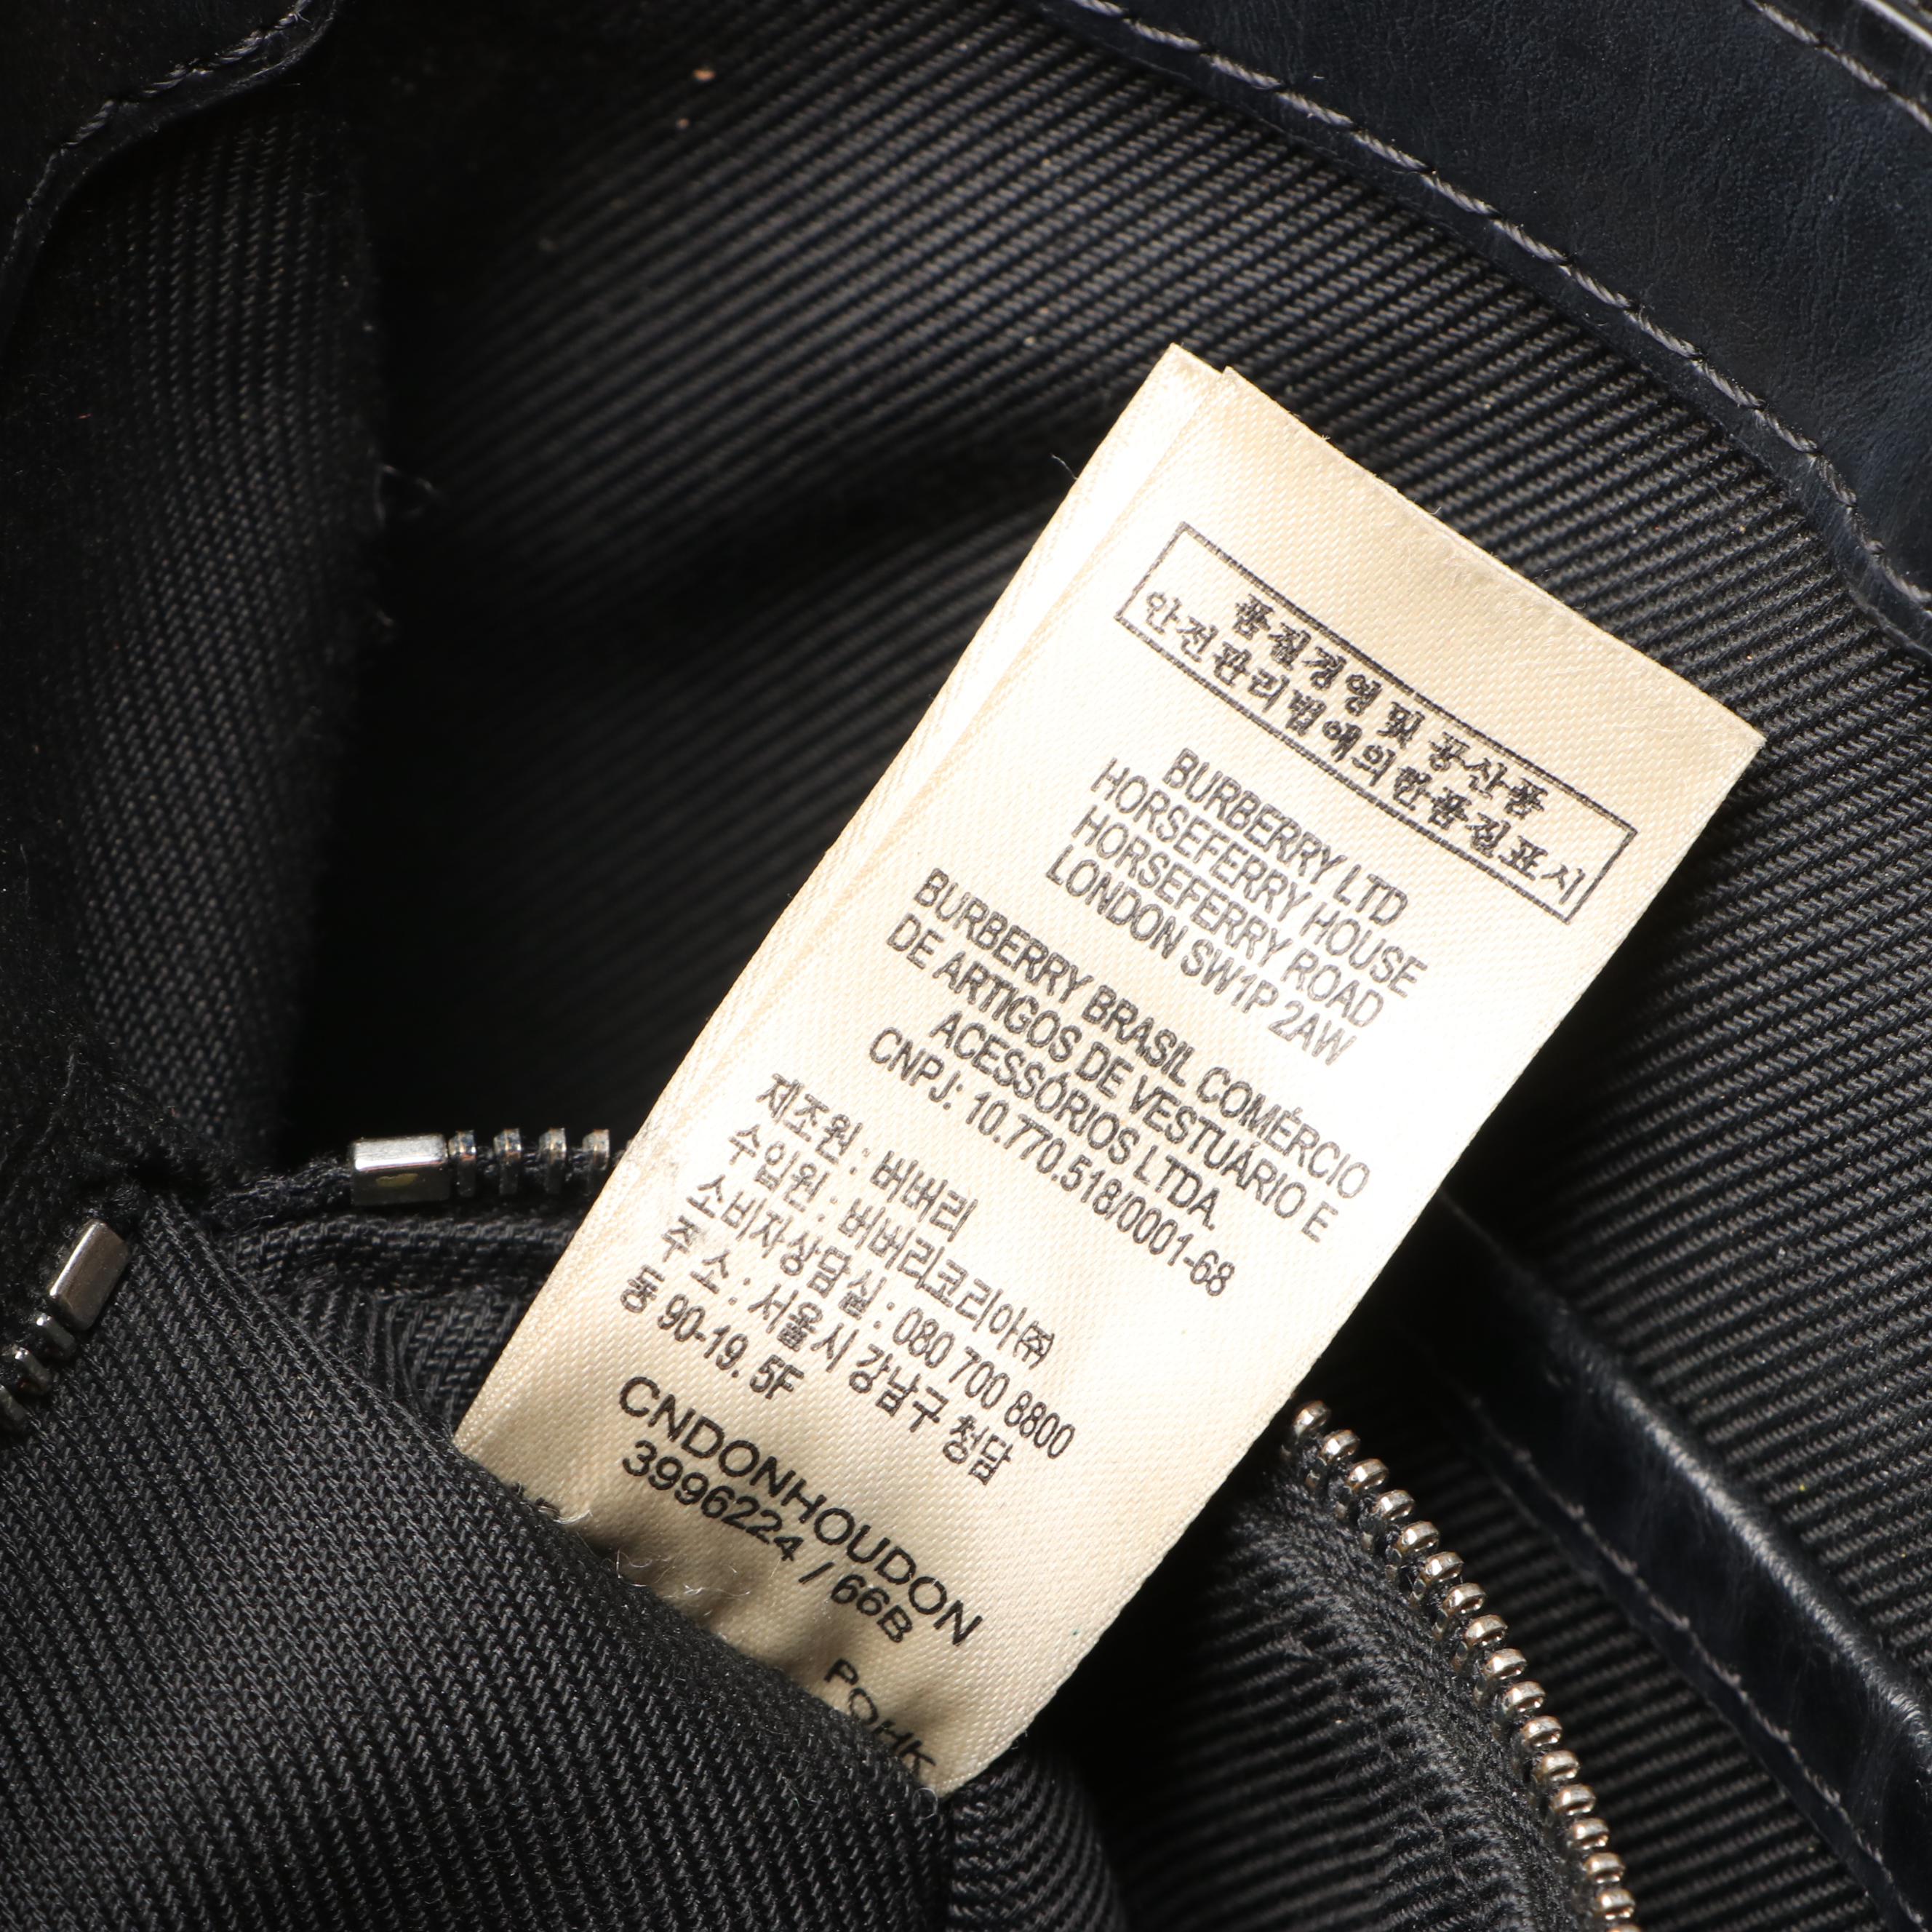 품질경영 및 공산품
안전관리법에의한품질표시
BURBERRY LTD
HORSEFERRY HOUSE
HORSEFERRY ROAD
LONDON SW1P 2AW
BURBERRY BRASIL COMÉRCIO
DE ARTIGOS DE VESTUÁRIO E
ACESSÓRIOS LTDA.
CNPJ: 10.770.518/0001-68
제조원 : 버버리
수입원 : 버버리코리아㈜
소비자상담실 : 080 700 8800
주 소 : 서울시 강남구 청담
동 90-19. 5F
CNDONHOUDON
3996224 / 66B